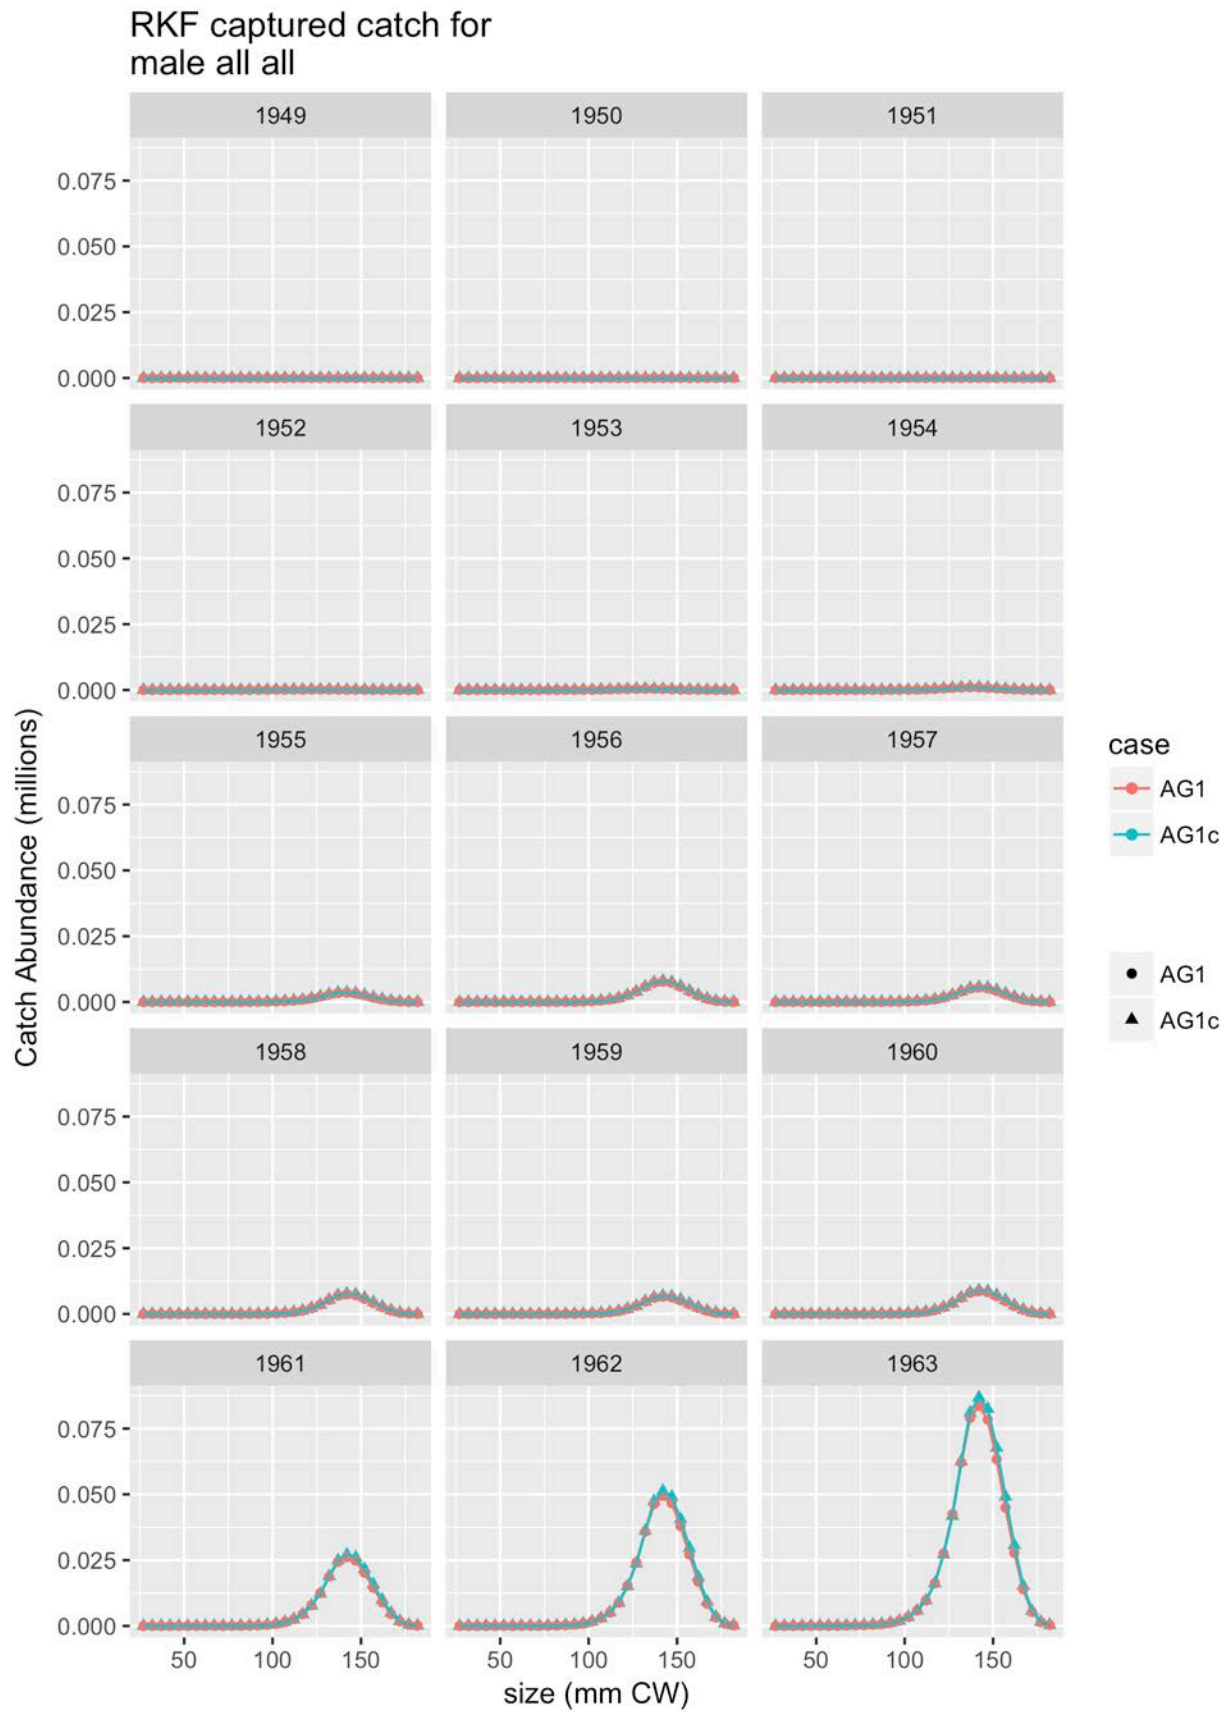 RKF captured catch for
male all all
1949 1950 1951
0.075
0.050
0.025
0.000
1952 1953 1954
0.075
0.050
0.025
0.000
1955 1956 1957
0.075
0.050
0.025
0.000
1958 1959 1960
0.075
0.050
0.025
0.000
1961 1962 1963
0.075
0.050
0.025
0.000
50 100 150 50 100 150 50 100 150
size (mm CW)
Catch Abundance (millions)
case
AG1
AG1c
AG1
AG1c